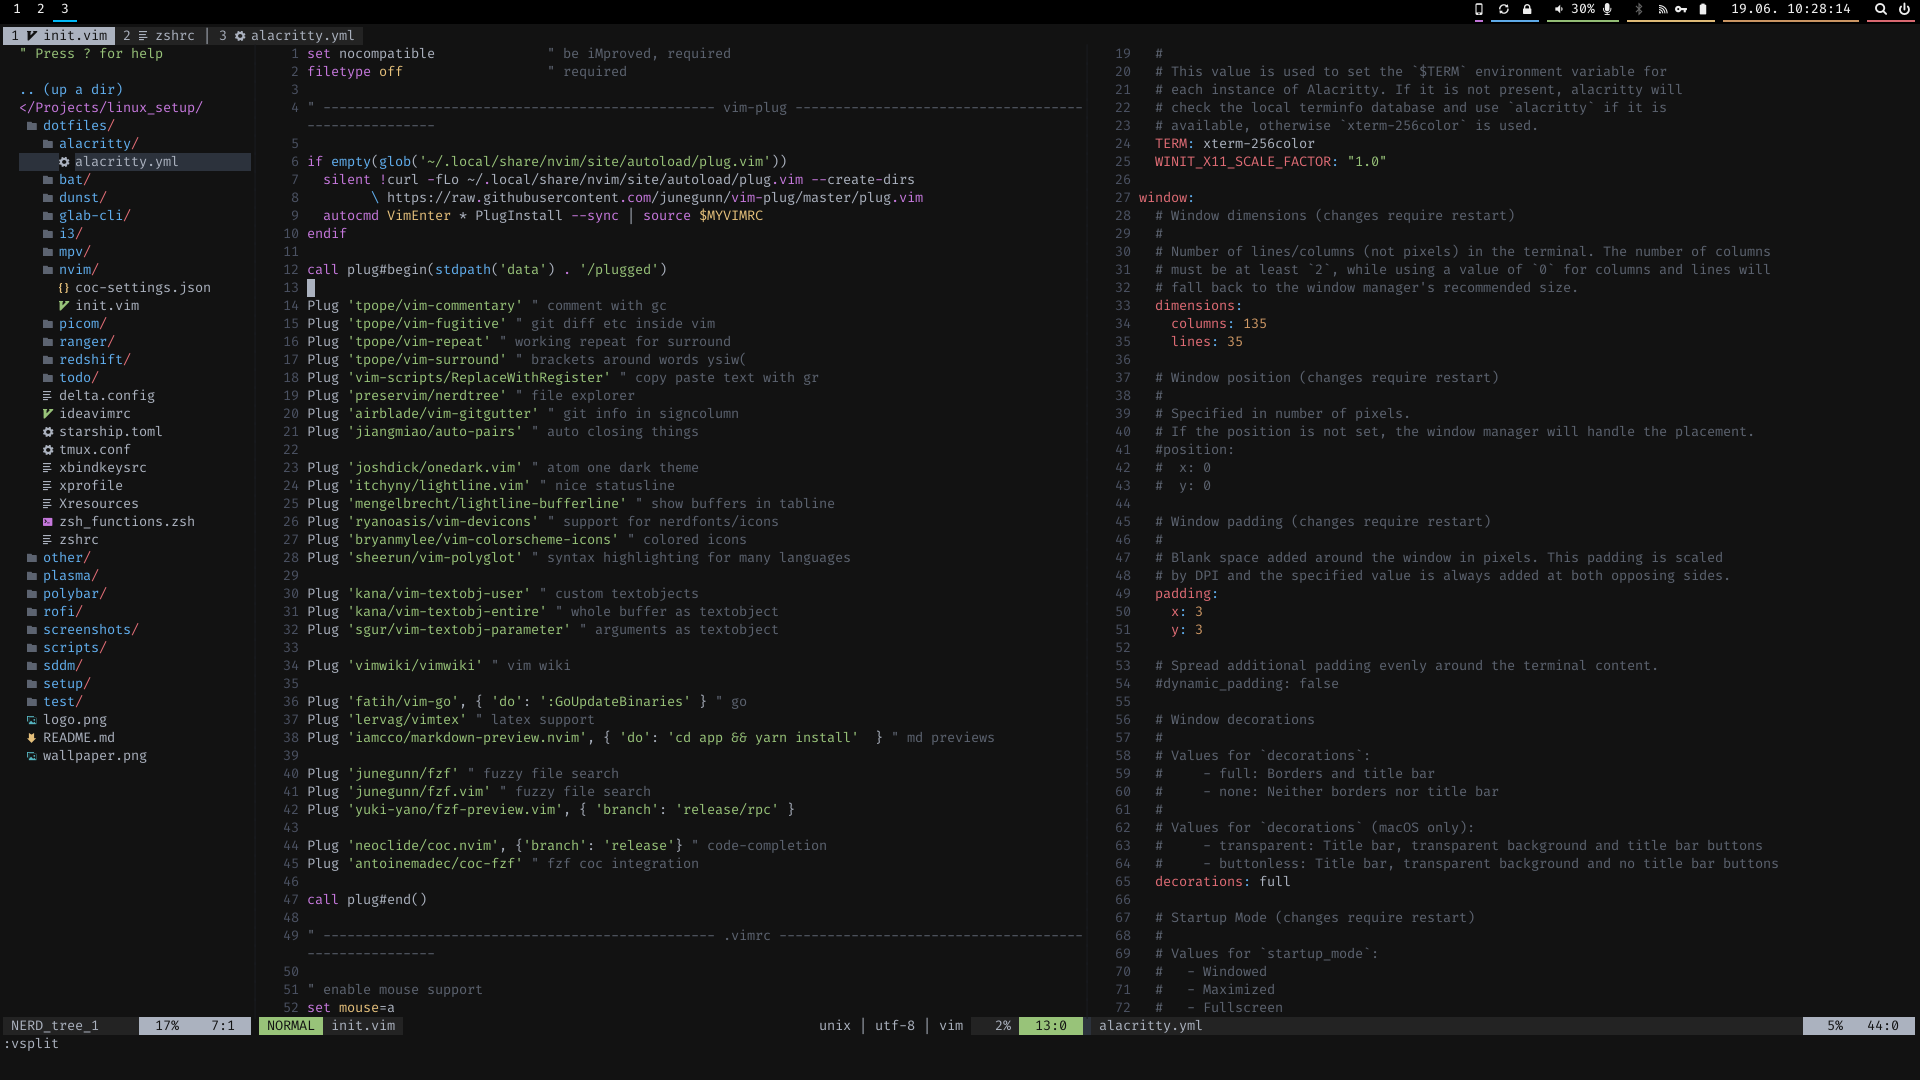 1 2 3
30% 19.06. 10:28:14
1 init.vim 2 zshrc | 3 alacritty.yml
" Press ? for help
.. (up a dir)
</Projects/linux_setup/
dotfiles/
alacritty/
alacritty.yml
bat/
dunst/
glab-cli/
i3/
mpv/
nvim/
{} coc-settings.json
init.vim
picom/
ranger/
redshift/
todo/
delta.config
ideavimrc
starship.toml
tmux.conf
xbindkeysrc
xprofile
Xresources
zsh_functions.zsh
zshrc
other/
plasma/
polybar/
rofi/
screenshots/
scripts/
sddm/
setup/
test/
logo.png
README.md
wallpaper.png
NERD_tree_1 17% 7:1
1 set nocompatible " be iMproved, required
2 filetype off " required
3
4 " ------------------------------------------------- vim-plug ------------------------------------
----------------
5
6 if empty(glob('~/.local/share/nvim/site/autoload/plug.vim'))
7 silent !curl -fLo ~/.local/share/nvim/site/autoload/plug.vim --create-dirs
8 \ https://raw.githubusercontent.com/junegunn/vim-plug/master/plug.vim
9 autocmd VimEnter * PlugInstall --sync | source $MYVIMRC
10 endif
11
12 call plug#begin(stdpath('data') . '/plugged')
13
14 Plug 'tpope/vim-commentary' " comment with gc
15 Plug 'tpope/vim-fugitive' " git diff etc inside vim
16 Plug 'tpope/vim-repeat' " working repeat for surround
17 Plug 'tpope/vim-surround' " brackets around words ysiw(
18 Plug 'vim-scripts/ReplaceWithRegister' " copy paste text with gr
19 Plug 'preservim/nerdtree' " file explorer
20 Plug 'airblade/vim-gitgutter' " git info in signcolumn
21 Plug 'jiangmiao/auto-pairs' " auto closing things
22
23 Plug 'joshdick/onedark.vim' " atom one dark theme
24 Plug 'itchyny/lightline.vim' " nice statusline
25 Plug 'mengelbrecht/lightline-bufferline' " show buffers in tabline
26 Plug 'ryanoasis/vim-devicons' " support for nerdfonts/icons
27 Plug 'bryanmylee/vim-colorscheme-icons' " colored icons
28 Plug 'sheerun/vim-polyglot' " syntax highlighting for many languages
29
30 Plug 'kana/vim-textobj-user' " custom textobjects
31 Plug 'kana/vim-textobj-entire' " whole buffer as textobject
32 Plug 'sgur/vim-textobj-parameter' " arguments as textobject
33
34 Plug 'vimwiki/vimwiki' " vim wiki
35
36 Plug 'fatih/vim-go', { 'do': ':GoUpdateBinaries' } " go
37 Plug 'lervag/vimtex' " latex support
38 Plug 'iamcco/markdown-preview.nvim', { 'do': 'cd app && yarn install'  } " md previews
39
40 Plug 'junegunn/fzf' " fuzzy file search
41 Plug 'junegunn/fzf.vim' " fuzzy file search
42 Plug 'yuki-yano/fzf-preview.vim', { 'branch': 'release/rpc' }
43
44 Plug 'neoclide/coc.nvim', {'branch': 'release'} " code-completion
45 Plug 'antoinemadec/coc-fzf' " fzf coc integration
46
47 call plug#end()
48
49 " ------------------------------------------------- .vimrc --------------------------------------
----------------
50
51 " enable mouse support
52 set mouse=a
NORMAL init.vim unix | utf-8 | vim 2% 13:0
19 #
20 # This value is used to set the `$TERM` environment variable for
21 # each instance of Alacritty. If it is not present, alacritty will
22 # check the local terminfo database and use `alacritty` if it is
23 # available, otherwise `xterm-256color` is used.
24 TERM: xterm-256color
25 WINIT_X11_SCALE_FACTOR: "1.0"
26
27 window:
28 # Window dimensions (changes require restart)
29 #
30 # Number of lines/columns (not pixels) in the terminal. The number of columns
31 # must be at least `2`, while using a value of `0` for columns and lines will
32 # fall back to the window manager's recommended size.
33 dimensions:
34 columns: 135
35 lines: 35
36
37 # Window position (changes require restart)
38 #
39 # Specified in number of pixels.
40 # If the position is not set, the window manager will handle the placement.
41 #position:
42 #  x: 0
43 #  y: 0
44
45 # Window padding (changes require restart)
46 #
47 # Blank space added around the window in pixels. This padding is scaled
48 # by DPI and the specified value is always added at both opposing sides.
49 padding:
50 x: 3
51 y: 3
52
53 # Spread additional padding evenly around the terminal content.
54 #dynamic_padding: false
55
56 # Window decorations
57 #
58 # Values for `decorations`:
59 #     - full: Borders and title bar
60 #     - none: Neither borders nor title bar
61 #
62 # Values for `decorations` (macOS only):
63 #     - transparent: Title bar, transparent background and title bar buttons
64 #     - buttonless: Title bar, transparent background and no title bar buttons
65 decorations: full
66
67 # Startup Mode (changes require restart)
68 #
69 # Values for `startup_mode`:
70 #   - Windowed
71 #   - Maximized
72 #   - Fullscreen
alacritty.yml 5% 44:0
:vsplit